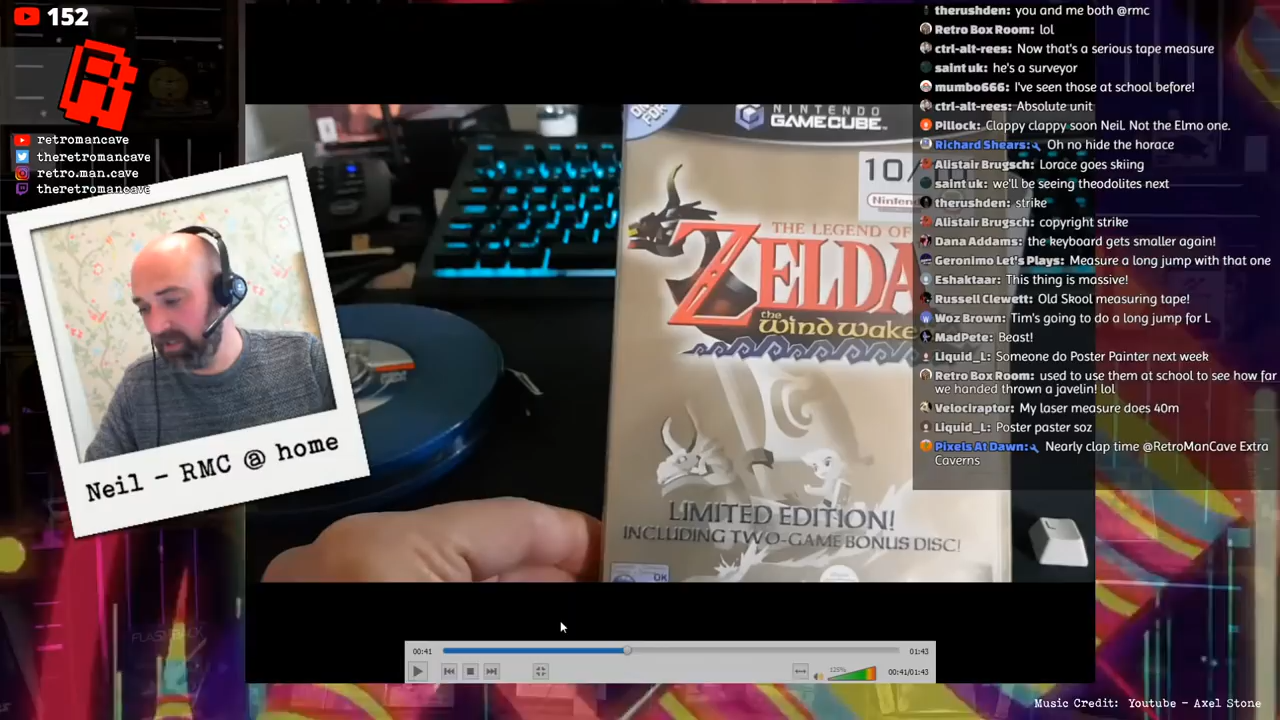 152
R
retromancave
theretromancave
retro.man.cave
theretromancave
Neil - RMC @ home
NINTENDO
GAMECUBE™
10/
Nintend
THE LEGEND OF
ZELDA
the
Wind Wake
LIMITED EDITION!
INCLUDING TWO-GAME BONUS DISC!
OK
L
therushden: you and me both @rmc
Retro Box Room: lol
ctrl-alt-rees: Now that's a serious tape measure
saint uk: he's a surveyor
mumbo666: I've seen those at school before!
ctrl-alt-rees: Absolute unit
Pillock: Clappy clappy soon Neil. Not the Elmo one.
Richard Shears: Oh no hide the horace
Alistair Brugsch: Lorace goes skiing
saint uk: we'll be seeing theodolites next
therushden: strike
Alistair Brugsch: copyright strike
Dana Addams: the keyboard gets smaller again!
Geronimo Let's Plays: Measure a long jump with that one
Eshaktaar: This thing is massive!
Russell Clewett: Old Skool measuring tape!
Woz Brown: Tim's going to do a long jump for L
MadPete: Beast!
Liquid_L: Someone do Poster Painter next week
Retro Box Room: used to use them at school to see how far
we handed thrown a javelin! lol
Velociraptor: My laser measure does 40m
Liquid_L: Poster paster soz
Pixels At Dawn: Nearly clap time @RetroManCave Extra
Caverns
00:41
01:43
125%
00:41/01:43
FLASHBACK
Music Credit: Youtube - Axel Stone